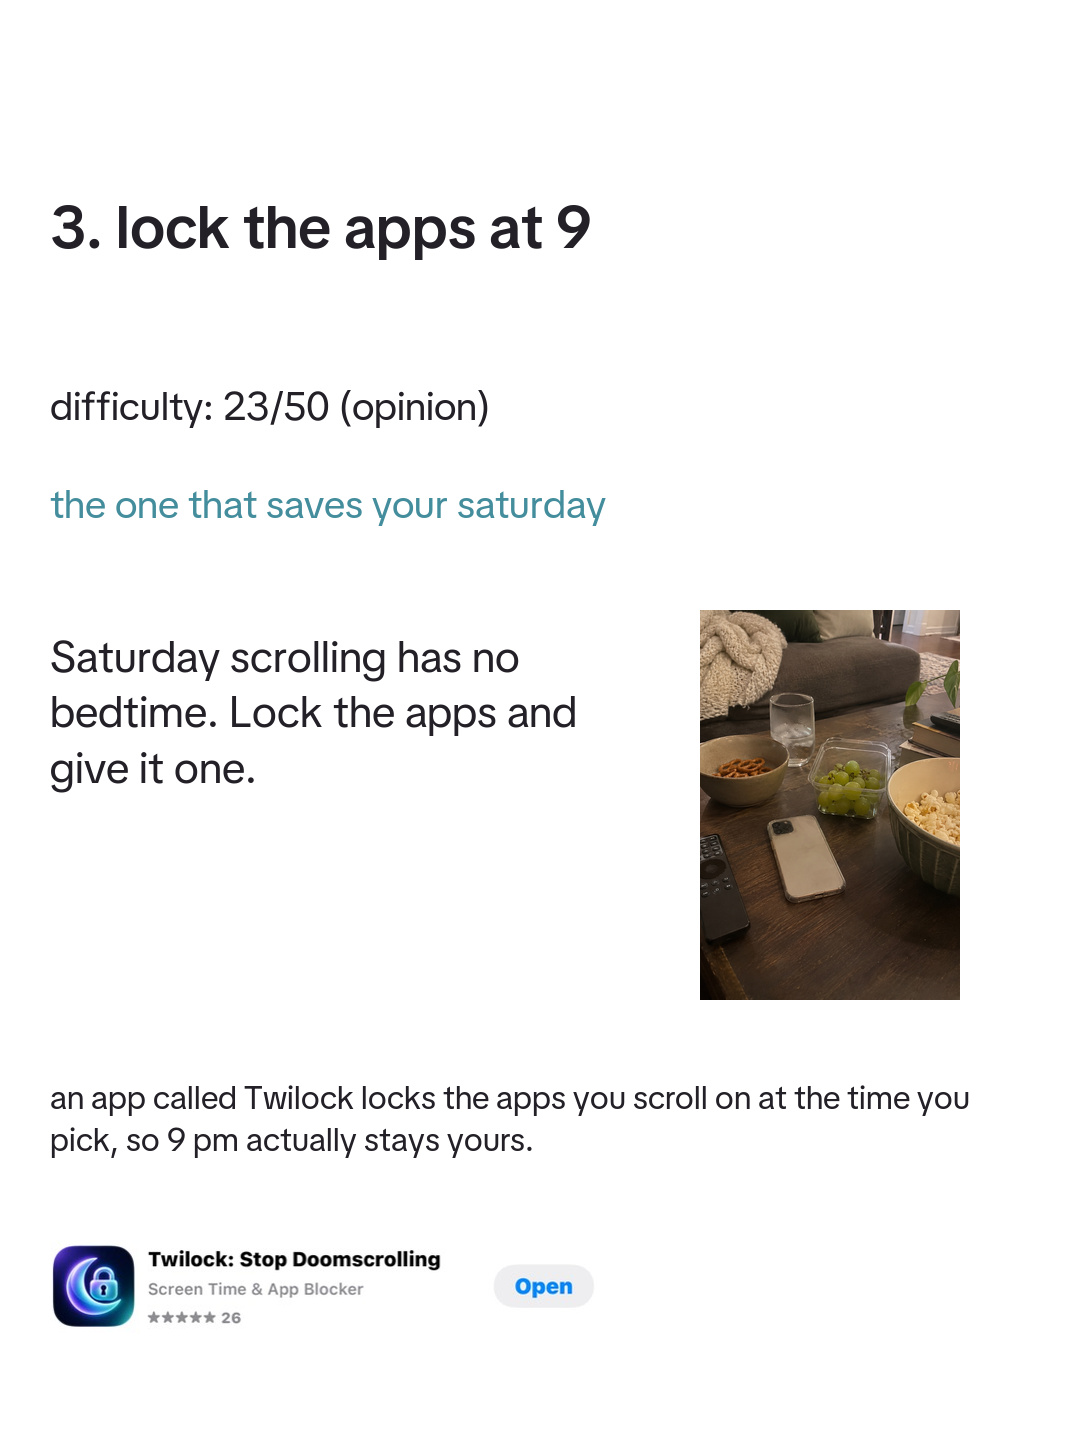 3. lock the apps at 9
difficulty: 23/50 (opinion)
the one that saves your saturday
Saturday scrolling has no
bedtime. Lock the apps and
give it one.
an app called Twilock locks the apps you scroll on at the time you
pick, so 9 pm actually stays yours.
Twilock: Stop Doomscrolling
Screen Time & App Blocker
★★★★★ 26
Open